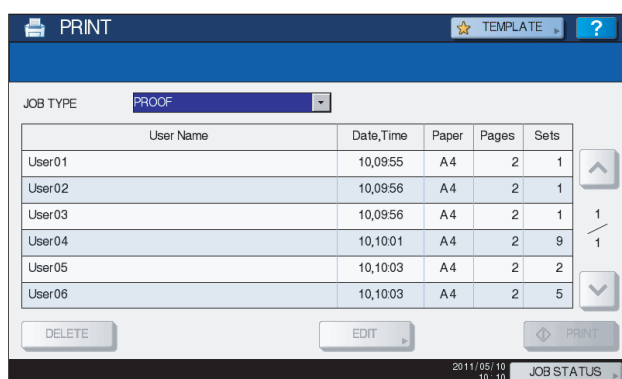 PRINT TEMPLATE ?
JOB TYPE PROOF
User Name Date,Time Paper Pages Sets
User01 10,09:55 A4 2 1
User02 10,09:56 A4 2 1
User03 10,09:56 A4 2 1
1
1
User04 10,10:01 A4 2 9
User05 10,10:03 A4 2 2
User06 10,10:03 A4 2 5
DELETE EDIT PRINT
2011/05/10
10:10 JOB STATUS